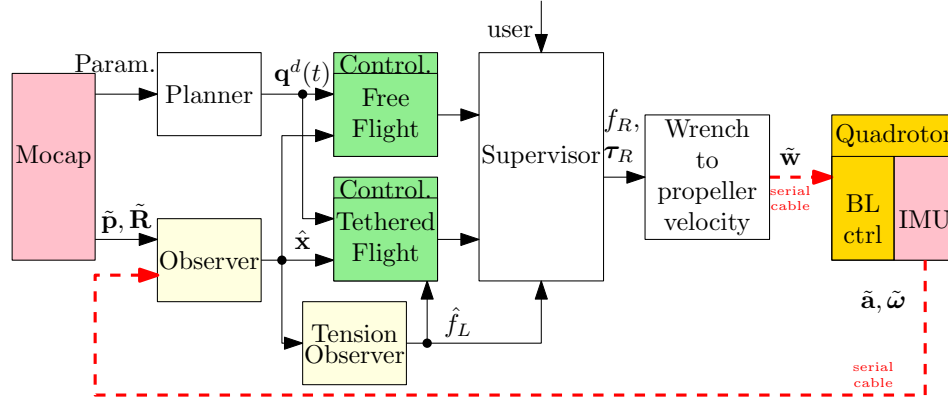 user
Param.
Mocap
Planner
𝐪ᵈ(t)
Control.
Free
Flight
Supervisor
f_R,
𝝉_R
Wrench
to
propeller
velocity
w̃
serial
cable
Quadrotor
BL
ctrl
IMU
p̃, R̃
Observer
x̂
Control.
Tethered
Flight
Tension
Observer
f̂_L
ã, ω̃
serial
cable